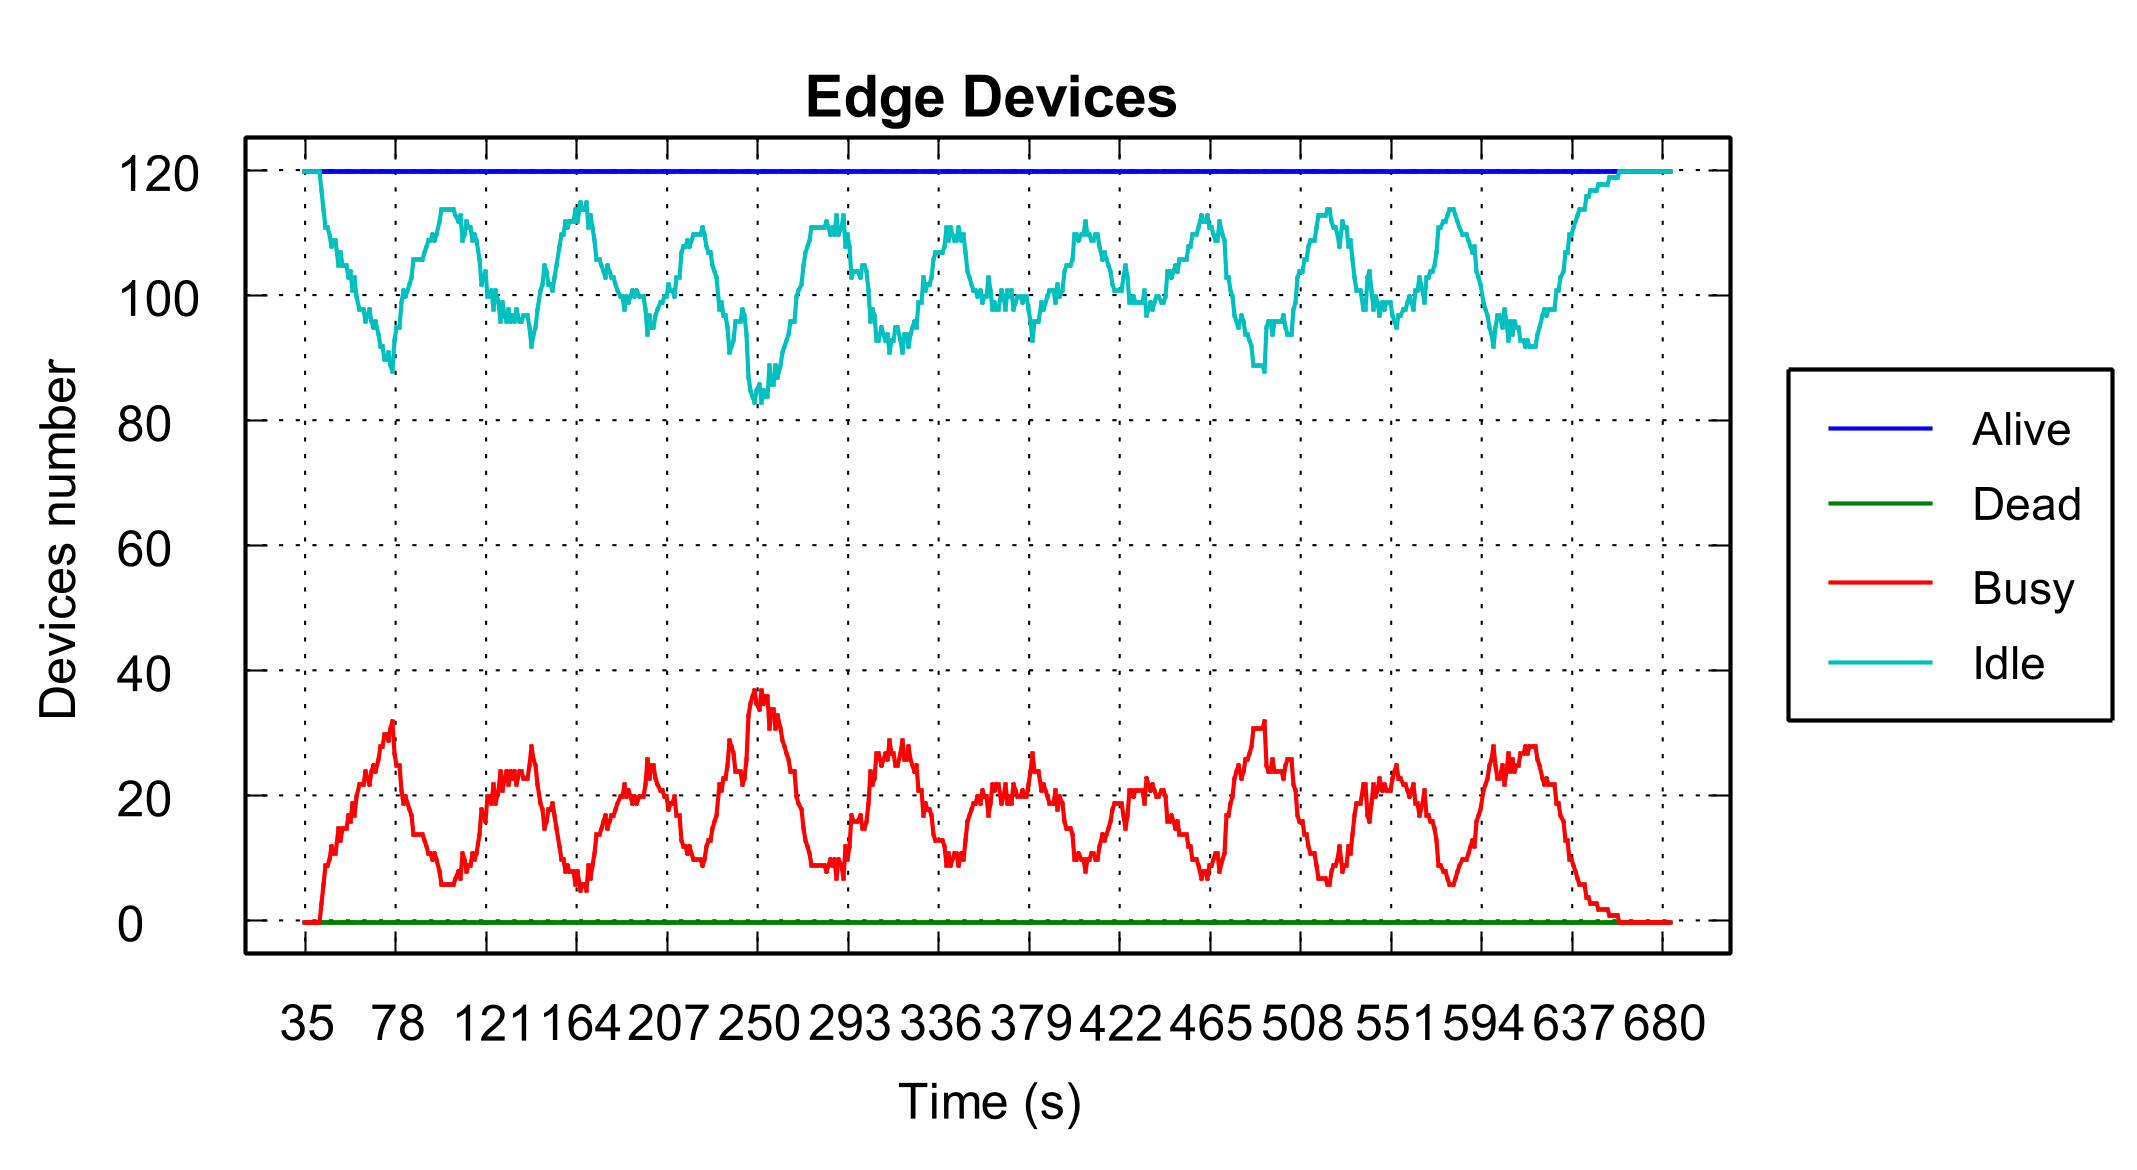 Edge Devices
120
100
80
60
40
20
0
Devices number
35 78 121 164 207 250 293 336 379 422 465 508 551 594 637 680
Time (s)
Alive
Dead
Busy
Idle